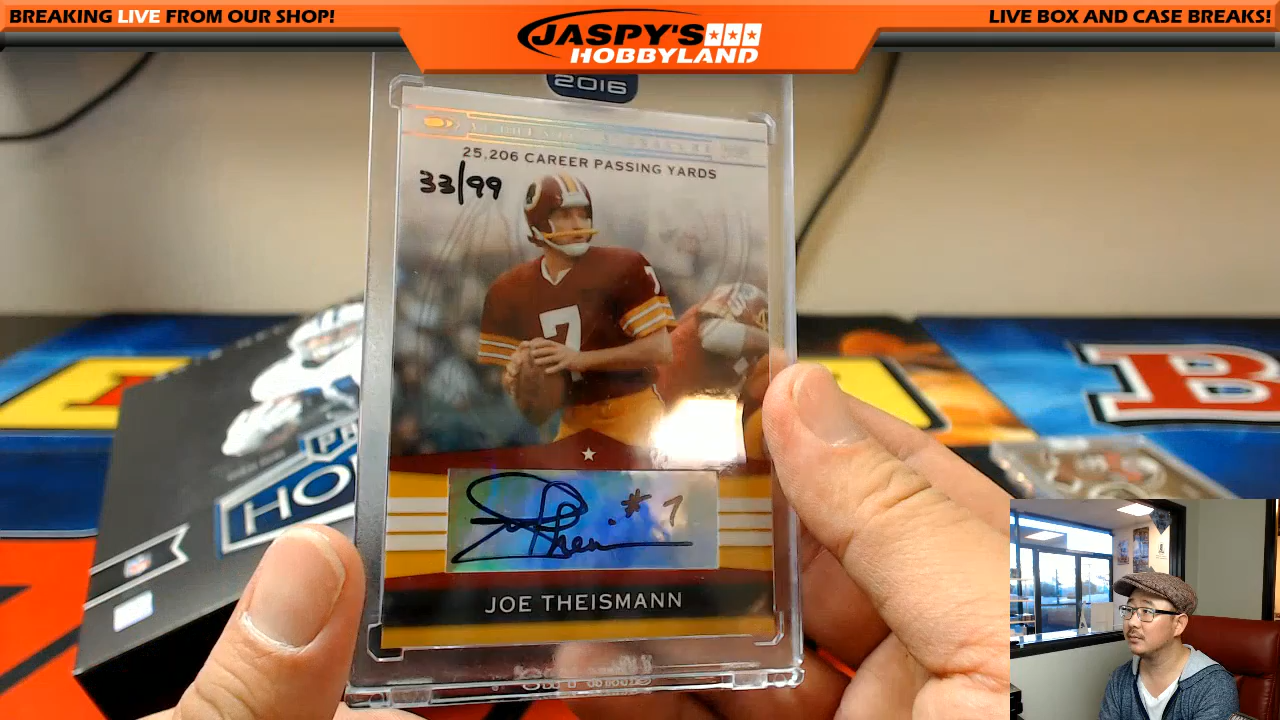 BREAKING LIVE FROM OUR SHOP!
JASPY'S
HOBBYLAND
LIVE BOX AND CASE BREAKS!
2016
25,206 CAREER PASSING YARDS
33/99
7
7
#7
JOE THEISMANN
B